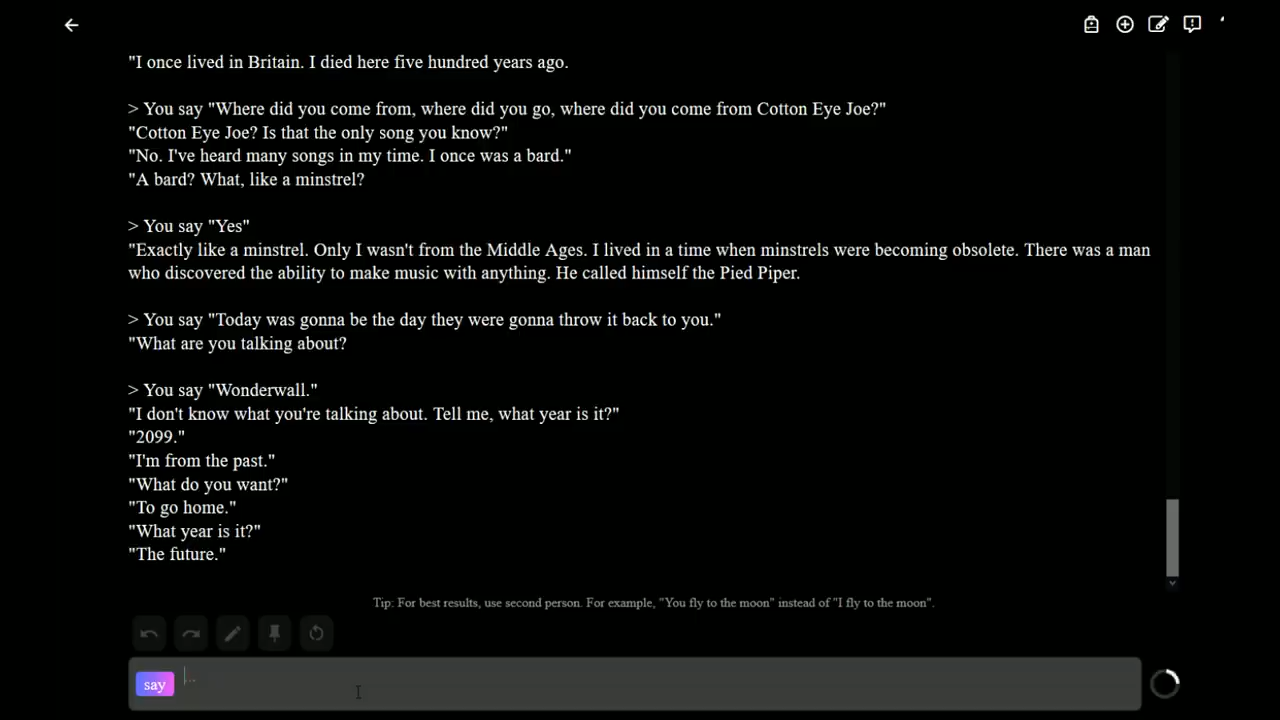 "I once lived in Britain. I died here five hundred years ago.
> You say "Where did you come from, where did you go, where did you come from Cotton Eye Joe?"
"Cotton Eye Joe? Is that the only song you know?"
"No. I've heard many songs in my time. I once was a bard."
"A bard? What, like a minstrel?
> You say "Yes"
"Exactly like a minstrel. Only I wasn't from the Middle Ages. I lived in a time when minstrels were becoming obsolete. There was a man
who discovered the ability to make music with anything. He called himself the Pied Piper.
> You say "Today was gonna be the day they were gonna throw it back to you."
"What are you talking about?
> You say "Wonderwall."
"I don't know what you're talking about. Tell me, what year is it?"
"2099."
"I'm from the past."
"What do you want?"
"To go home."
"What year is it?"
"The future."
Tip: For best results, use second person. For example, "You fly to the moon" instead of "I fly to the moon".
say ...